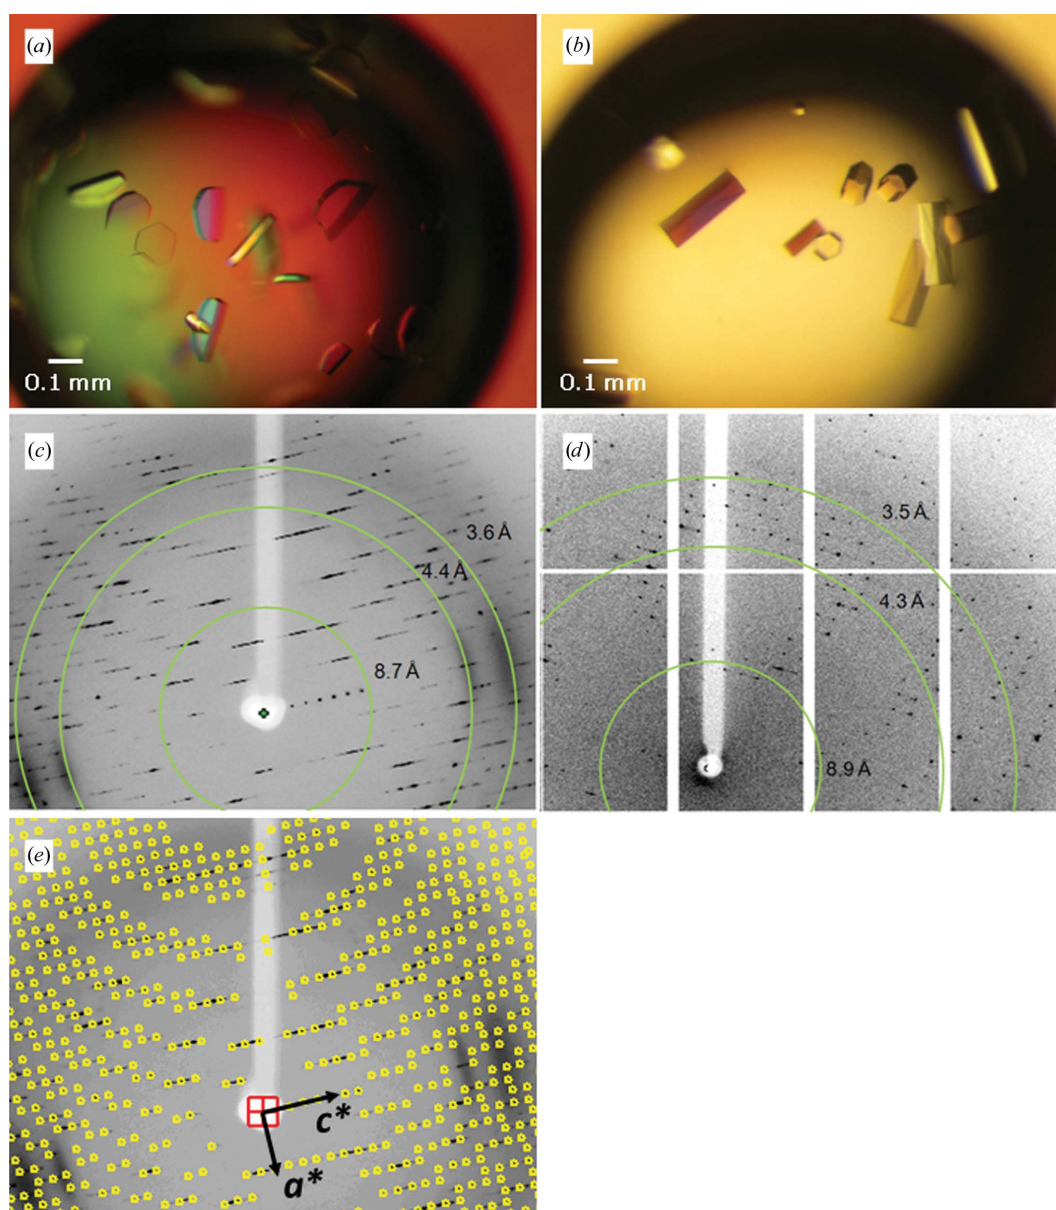 (a)
(b)
0.1 mm
0.1 mm
(c)
(d)
3.6 Å
4.4 Å
8.7 Å
3.5 Å
4.3 Å
8.9 Å
(e)
c*
a*